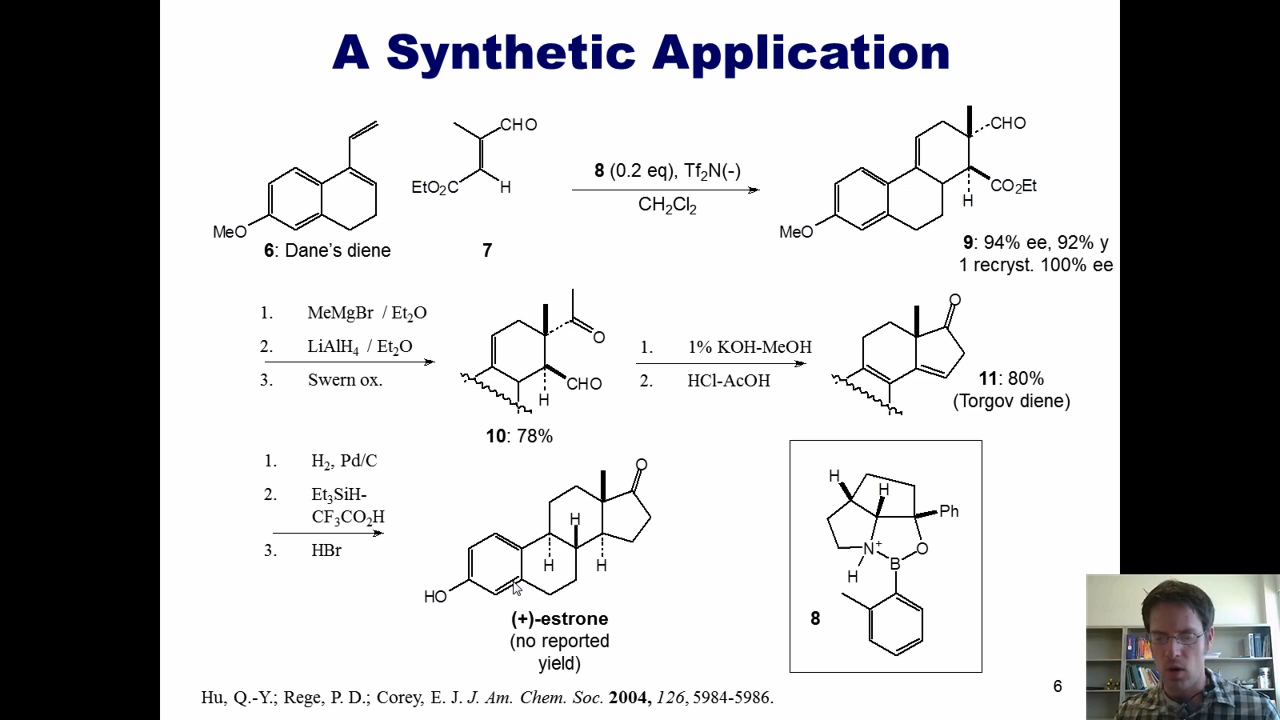 A Synthetic Application
CHO
EtO₂C
H
MeO
6: Dane's diene
7
8 (0.2 eq), Tf₂N(-)
CH₂Cl₂
CHO
CO₂Et
H
MeO
9: 94% ee, 92% y
1 recryst. 100% ee
1. MeMgBr / Et₂O
2. LiAlH₄ / Et₂O
3. Swern ox.
O
CHO
H
10: 78%
1. 1% KOH-MeOH
2. HCl-AcOH
O
11: 80%
(Torgov diene)
1. H₂, Pd/C
2. Et₃SiH-
CF₃CO₂H
3. HBr
O
H
H
H
HO
(+)-estrone
(no reported
yield)
H
H
Ph
N⁺
O
H
B
8
6
Hu, Q.-Y.; Rege, P. D.; Corey, E. J. J. Am. Chem. Soc. 2004, 126, 5984-5986.